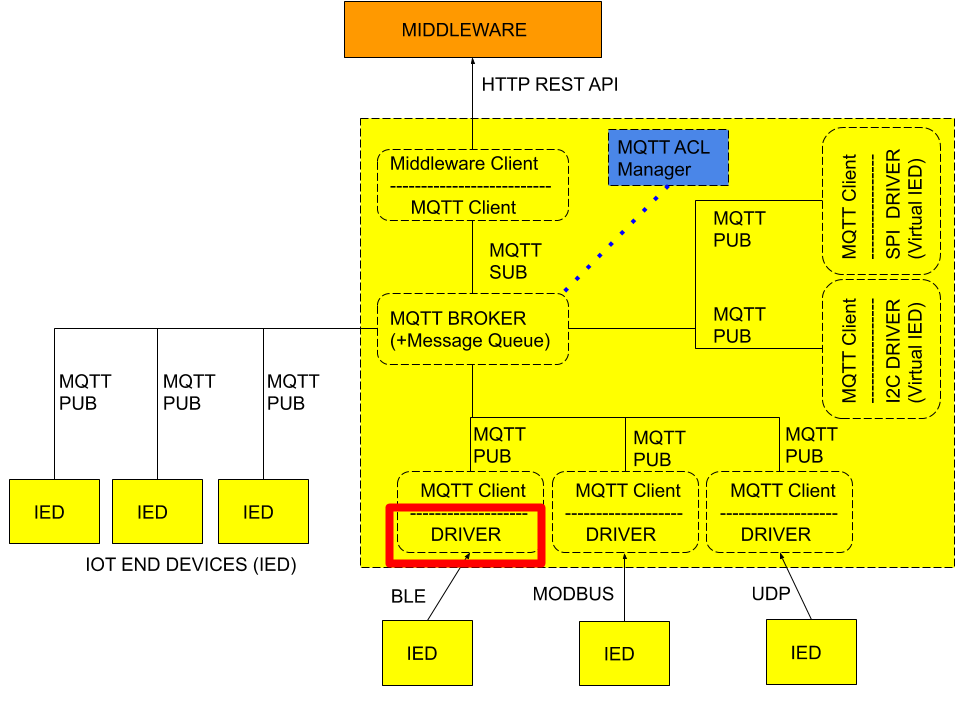 MIDDLEWARE
HTTP REST API
Middleware Client
--------------------------
MQTT Client
MQTT ACL
Manager
MQTT
SUB
MQTT BROKER
(+Message Queue)
MQTT
PUB
MQTT Client
SPI DRIVER
(Virtual IED)
MQTT
PUB
MQTT Client
I2C DRIVER
(Virtual IED)
MQTT
PUB
MQTT
PUB
MQTT
PUB
IED
IED
IED
IOT END DEVICES (IED)
MQTT
PUB
MQTT
PUB
MQTT
PUB
MQTT Client
-------------------
DRIVER
MQTT Client
-------------------
DRIVER
MQTT Client
-------------------
DRIVER
BLE
MODBUS
UDP
IED
IED
IED